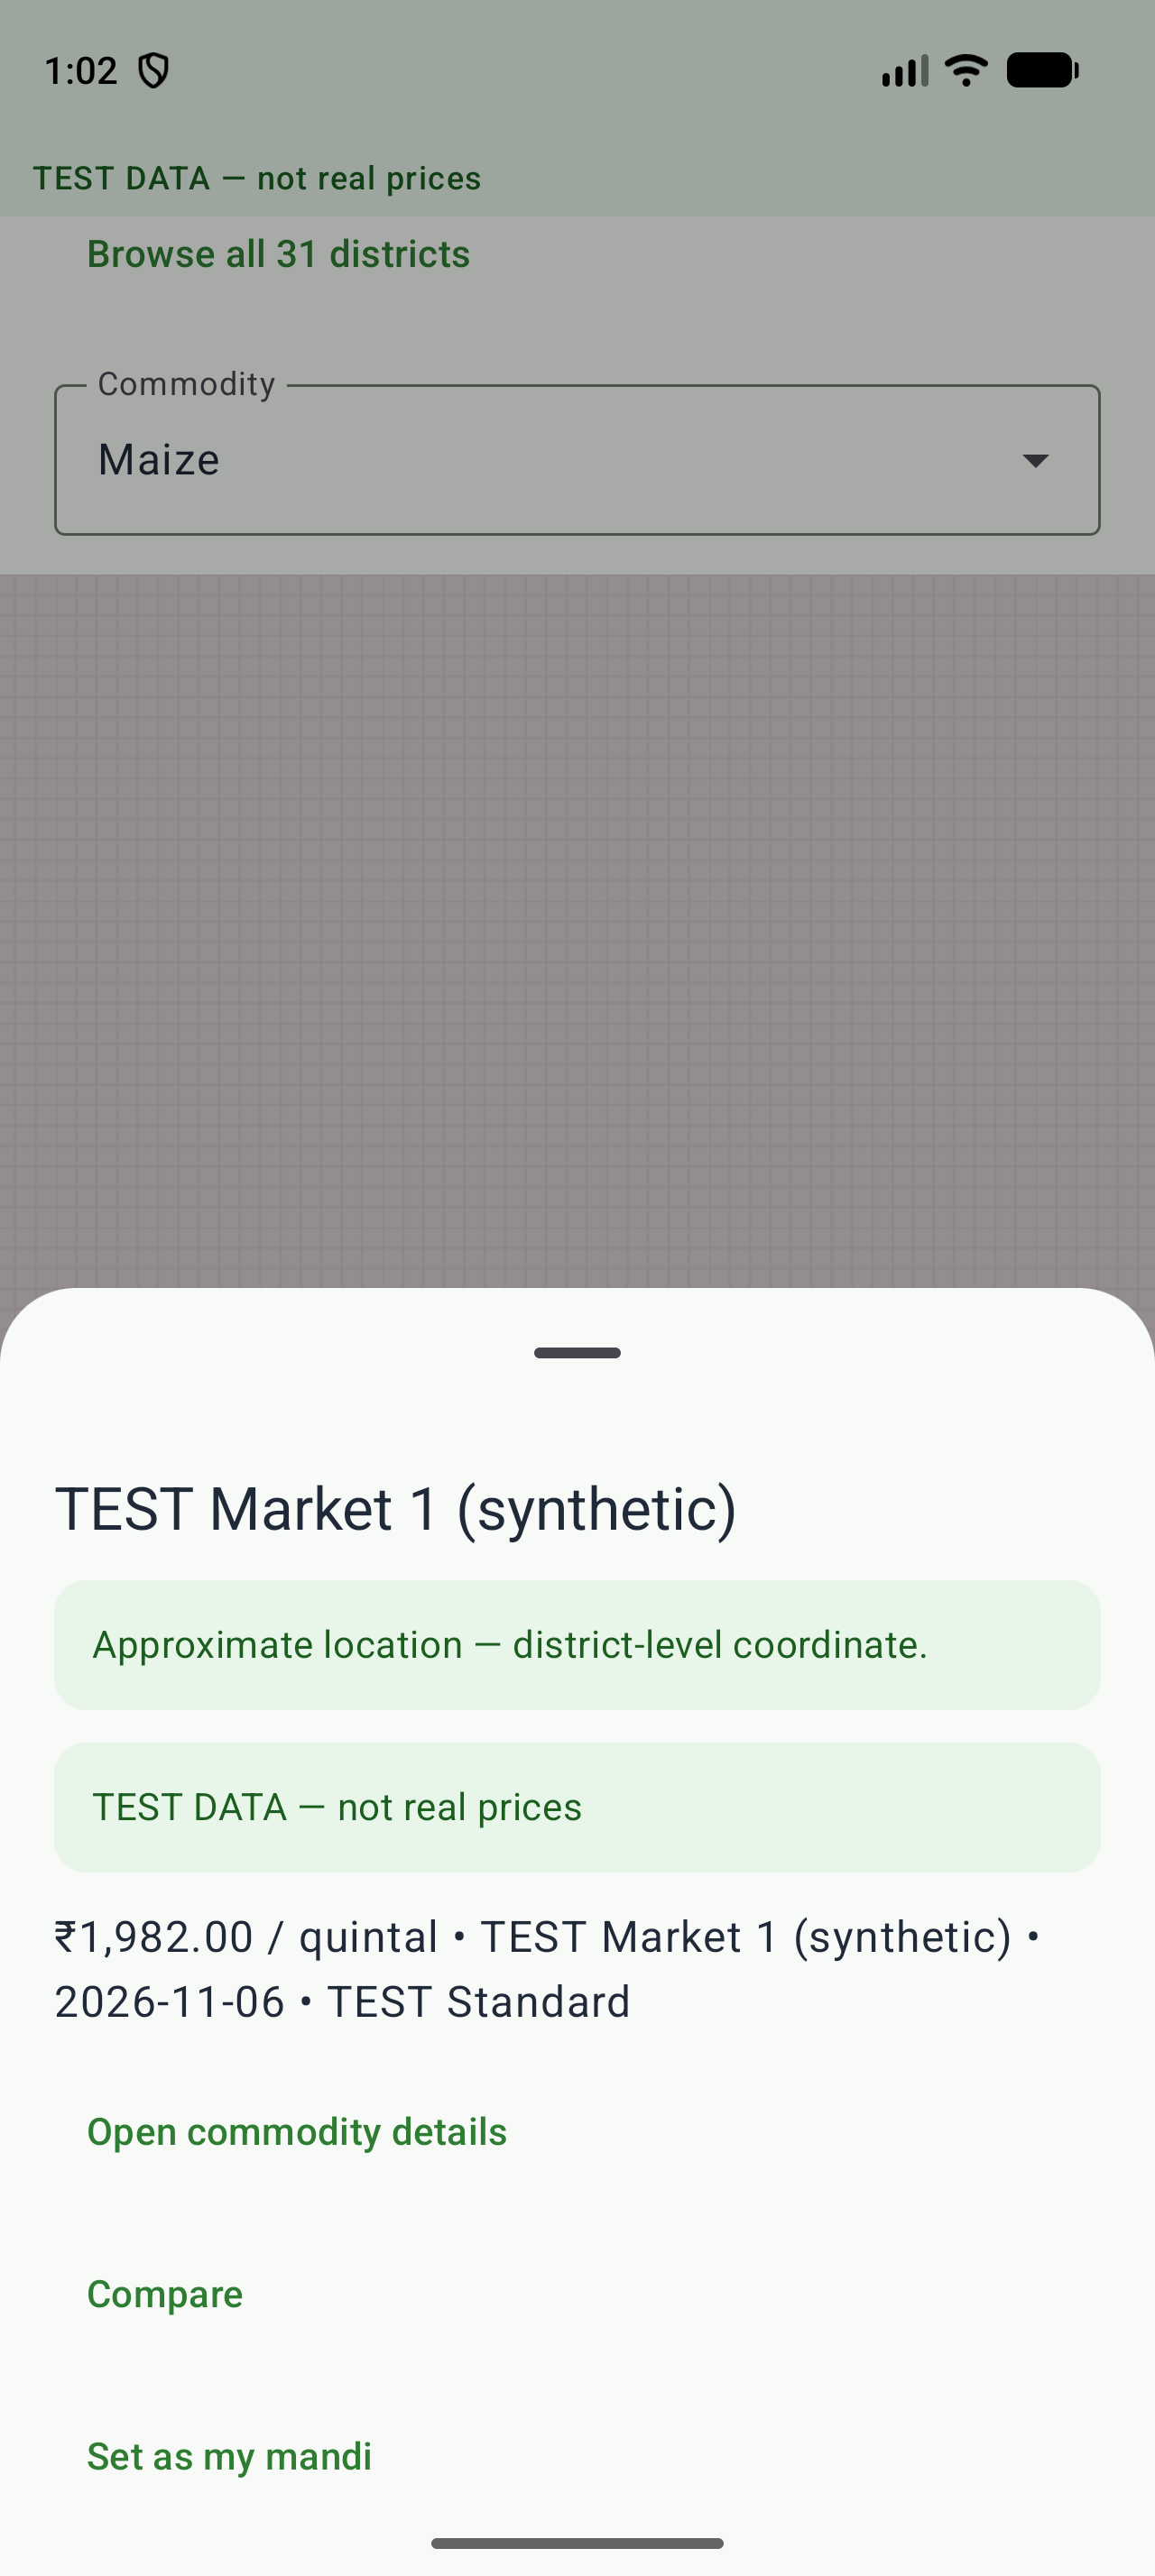 1:02
TEST DATA — not real prices
Browse all 31 districts
Commodity
Maize
TEST Market 1 (synthetic)
Approximate location — district-level coordinate.
TEST DATA — not real prices
₹1,982.00 / quintal • TEST Market 1 (synthetic) •
2026-11-06 • TEST Standard
Open commodity details
Compare
Set as my mandi